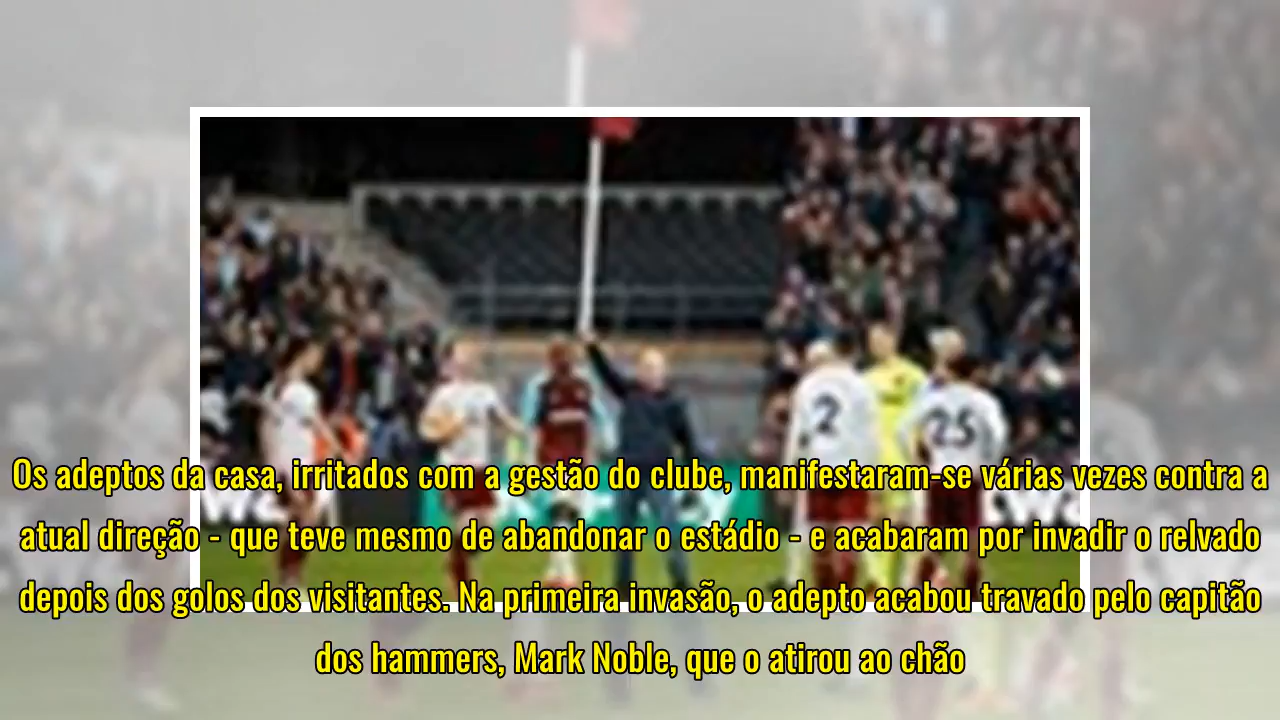 2
25
Os adeptos da casa, irritados com a gestão do clube, manifestaram-se várias vezes contra a
atual direção - que teve mesmo de abandonar o estádio - e acabaram por invadir o relvado
depois dos golos dos visitantes. Na primeira invasão, o adepto acabou travado pelo capitão
dos hammers, Mark Noble, que o atirou ao chão